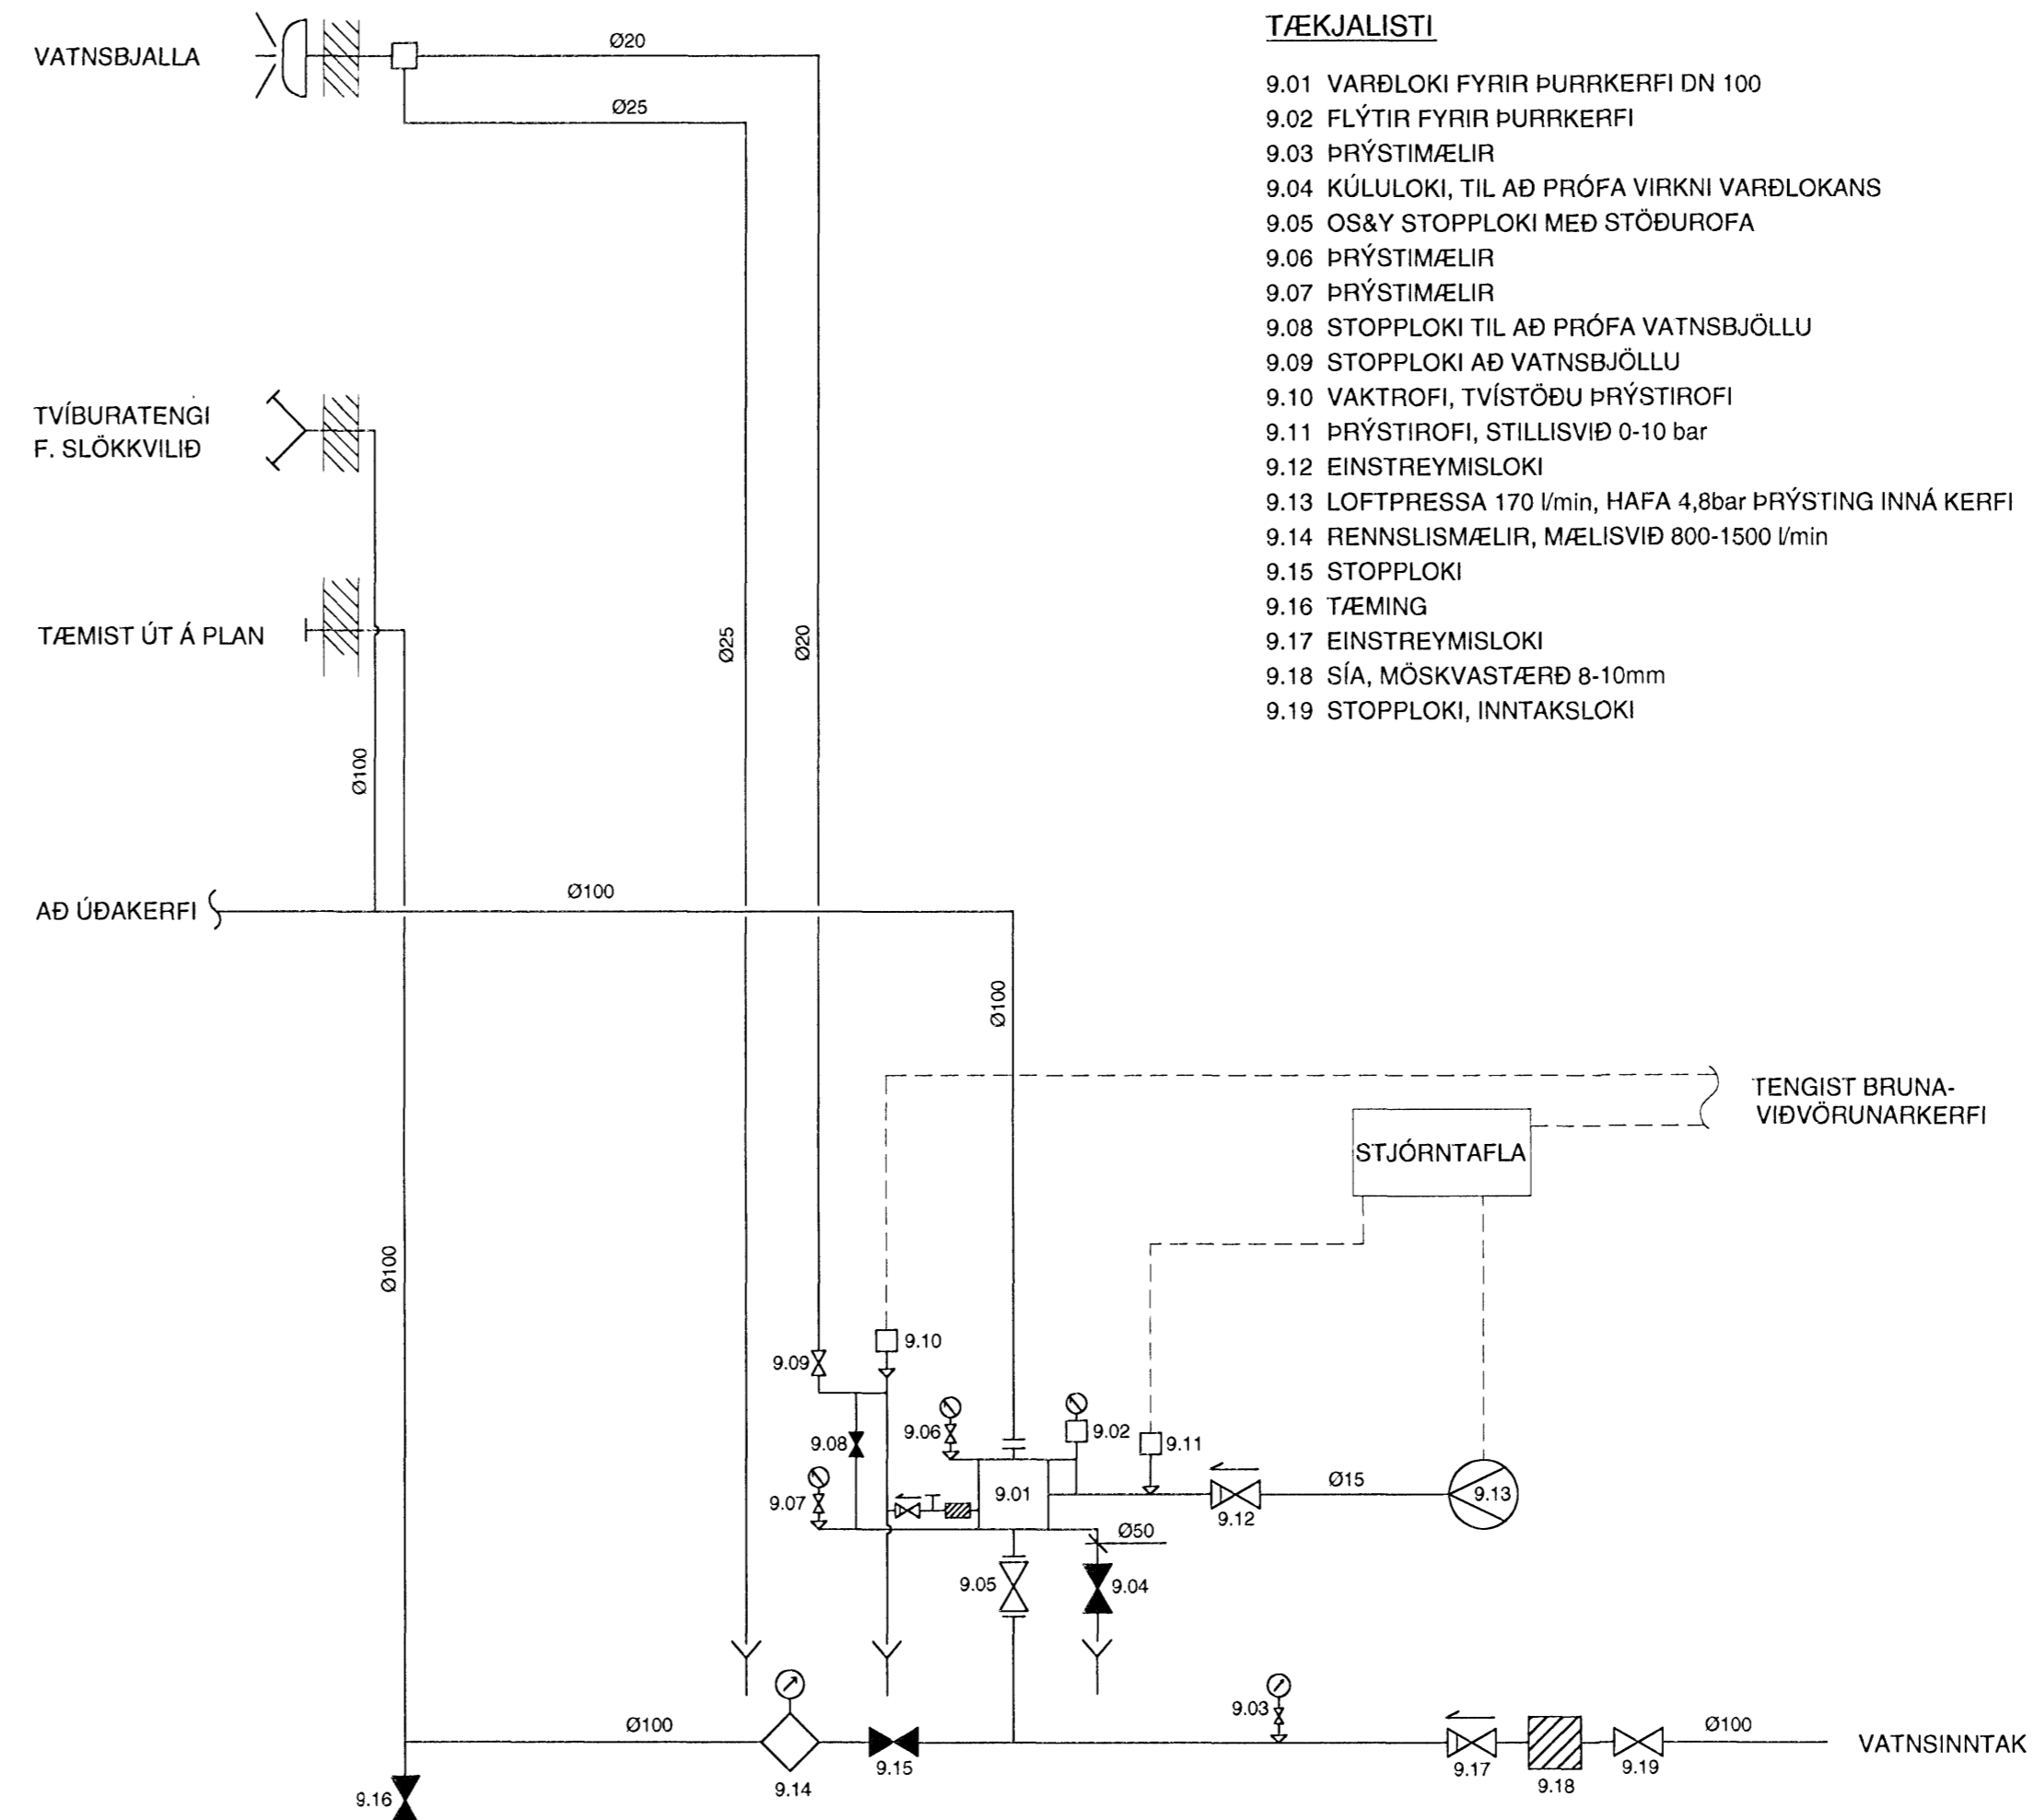 TÆKJALISTI
9.01 VARÐLOKI FYRIR ÞURRKERFI DN 100
9.02 FLÝTIR FYRIR ÞURRKERFI
9.03 ÞRÝSTIMÆLIR
9.04 KÚLULOKI, TIL AÐ PRÓFA VIRKNI VARÐLOKANS
9.05 OS&Y STOPPLOKI MEÐ STÖÐUROFA
9.06 ÞRÝSTIMÆLIR
9.07 ÞRÝSTIMÆLIR
9.08 STOPPLOKI TIL AÐ PRÓFA VATNSBJÖLLU
9.09 STOPPLOKI AÐ VATNSBJÖLLU
9.10 VAKTROFI, TVÍSTÖÐU ÞRÝSTIROFI
9.11 ÞRÝSTIROFI, STILLISVIÐ 0-10 bar
9.12 EINSTREYMISLOKI
9.13 LOFTPRESSA 170 l/min, HAFA 4,8bar ÞRÝSTING INNÁ KERFI
9.14 RENNSLISMÆLIR, MÆLISVIÐ 800-1500 l/min
9.15 STOPPLOKI
9.16 TÆMING
9.17 EINSTREYMISLOKI
9.18 SÍA, MÖSKVASTÆRÐ 8-10mm
9.19 STOPPLOKI, INNTAKSLOKI
VATNSBJALLA
Ø20
Ø25
TVÍBURATENGI
F. SLÖKKVILIÐ
TÆMIST ÚT Á PLAN
Ø25
Ø20
Ø100
AÐ ÚÐAKERFI
Ø100
Ø100
TENGIST BRUNA-
VIÐVÖRUNARKERFI
STJÓRNTAFLA
Ø100
9.10
9.09
9.06
9.02
9.08
9.11
9.07
9.01
Ø15
9.13
9.12
Ø50
9.05
9.04
9.03
Ø100
Ø100
VATNSINNTAK
9.15
9.17
9.19
9.14
9.18
9.16